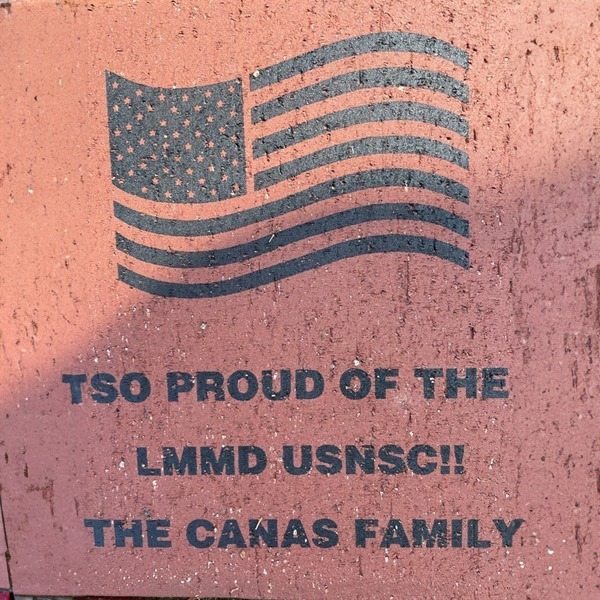 TSO PROUD OF THE
LMMD USNSC!!
THE CANAS FAMILY